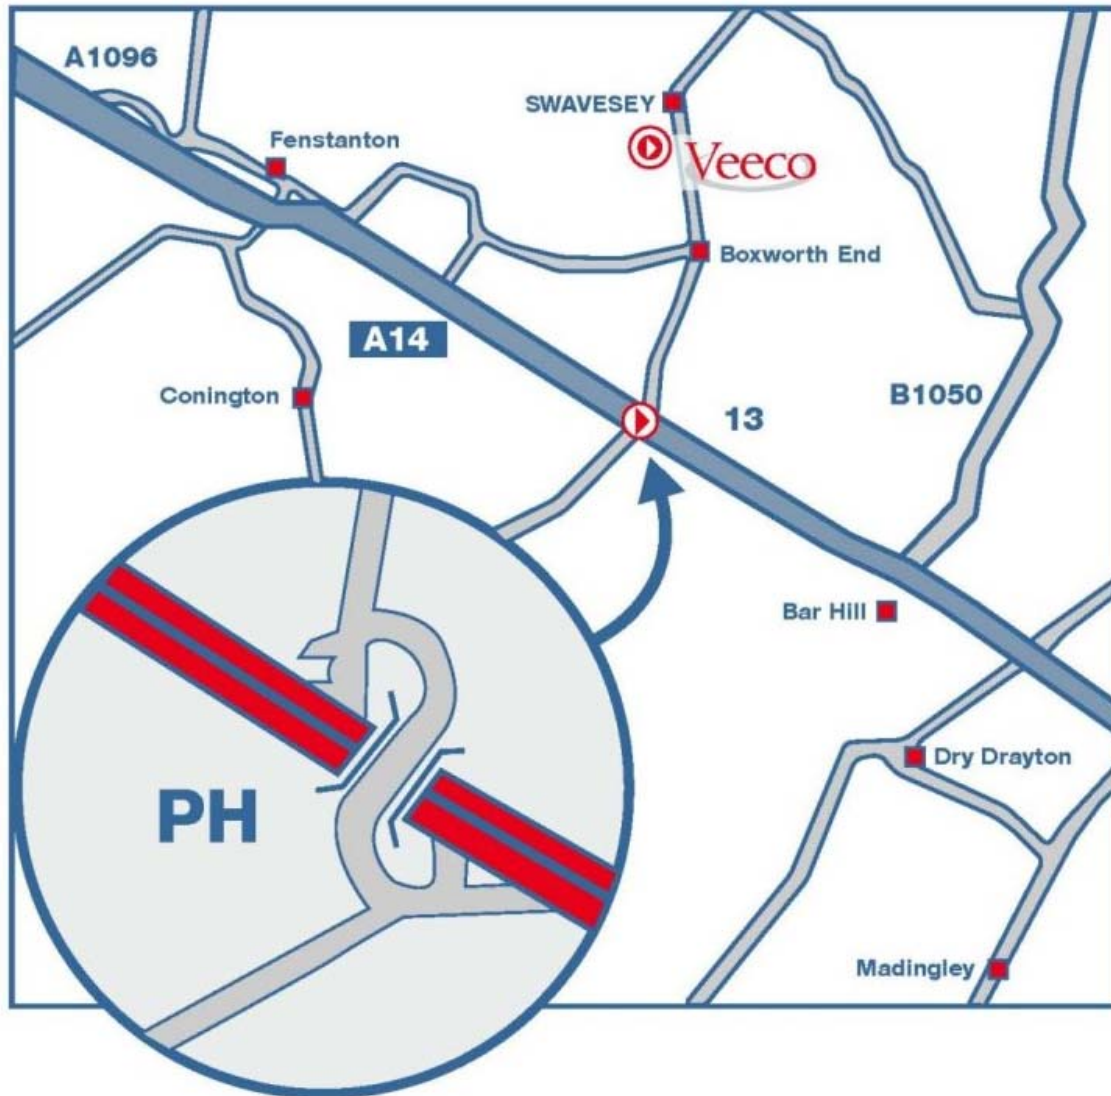 A1096
SWAVESEY
Fenstanton
Veeco
Boxworth End
A14
Conington
B1050
13
Bar Hill
Dry Drayton
PH
Madingley